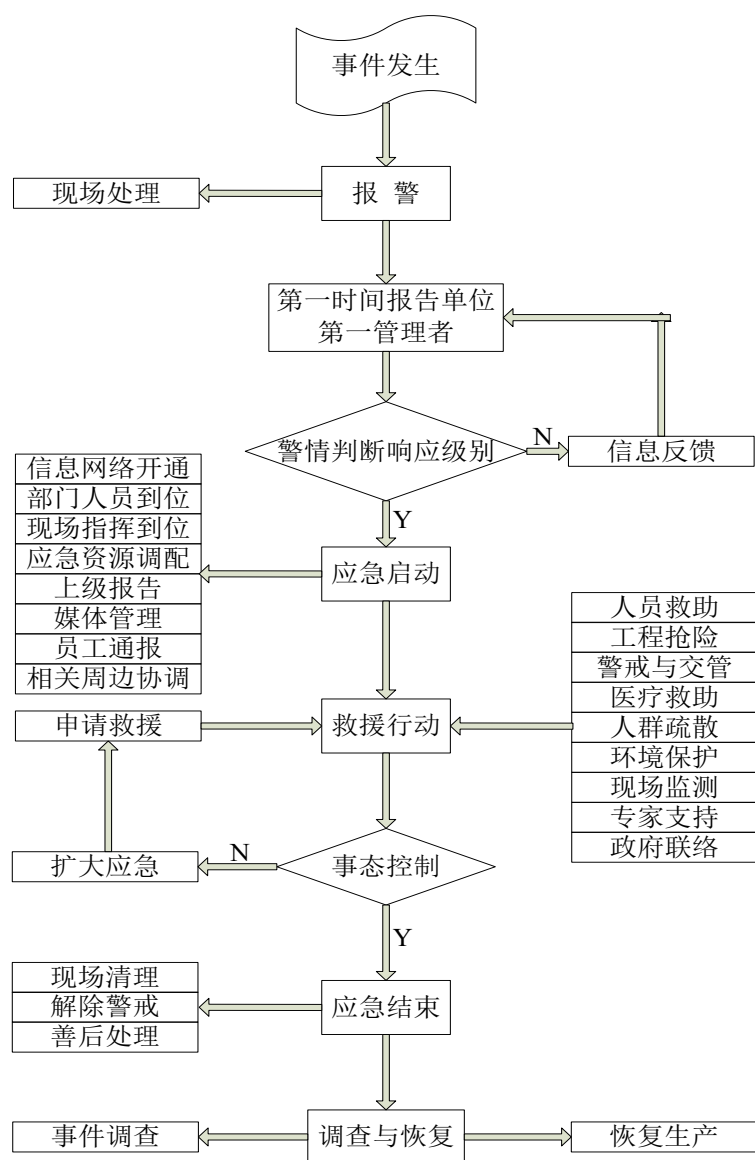 事件发生
现场处理
报 警
第一时间报告单位
第一管理者
警情判断响应级别
N
信息反馈
信息网络开通
部门人员到位
现场指挥到位
应急资源调配
上级报告
媒体管理
员工通报
相关周边协调
Y
应急启动
人员救助
工程抢险
警戒与交管
医疗救助
人群疏散
环境保护
现场监测
专家支持
政府联络
申请救援
救援行动
扩大应急
N
事态控制
Y
现场清理
解除警戒
善后处理
应急结束
事件调查
调查与恢复
恢复生产